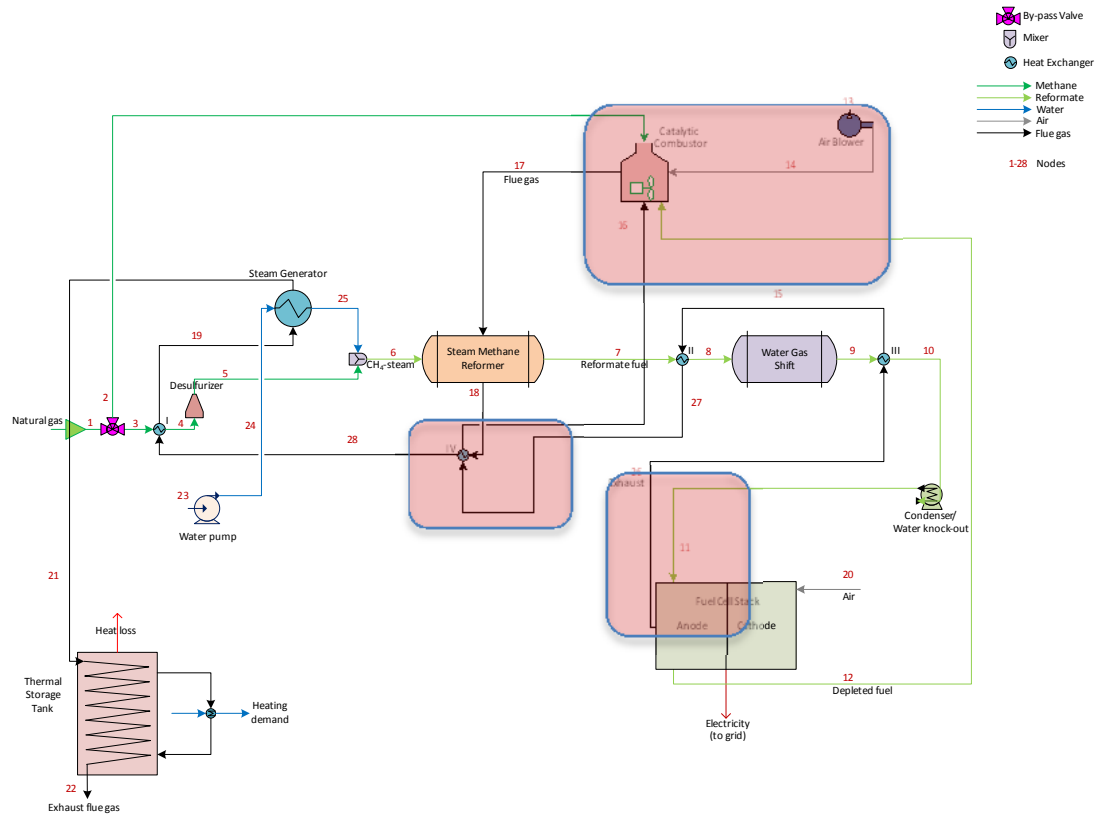 By-pass Valve
Mixer
Heat Exchanger
Methane
Reformate
Water
Air
Flue gas
1-28 Nodes
13
Catalytic
Combustor
Air Blower
14
17
Flue gas
16
15
Steam Generator
25
19
6
CH4-steam
Steam Methane
Reformer
7
Reformate fuel
II
8
Water Gas
Shift
9
III
10
5
Desulfurizer
18
2
Natural gas
1
3
I
4
24
28
27
IV
26
Exhaust
23
Water pump
Condenser/
Water knock-out
11
21
20
Air
Fuel Cell Stack
Anode
Cathode
Heat loss
12
Depleted fuel
Thermal
Storage
Tank
Heating
demand
Electricity
(to grid)
22
Exhaust flue gas